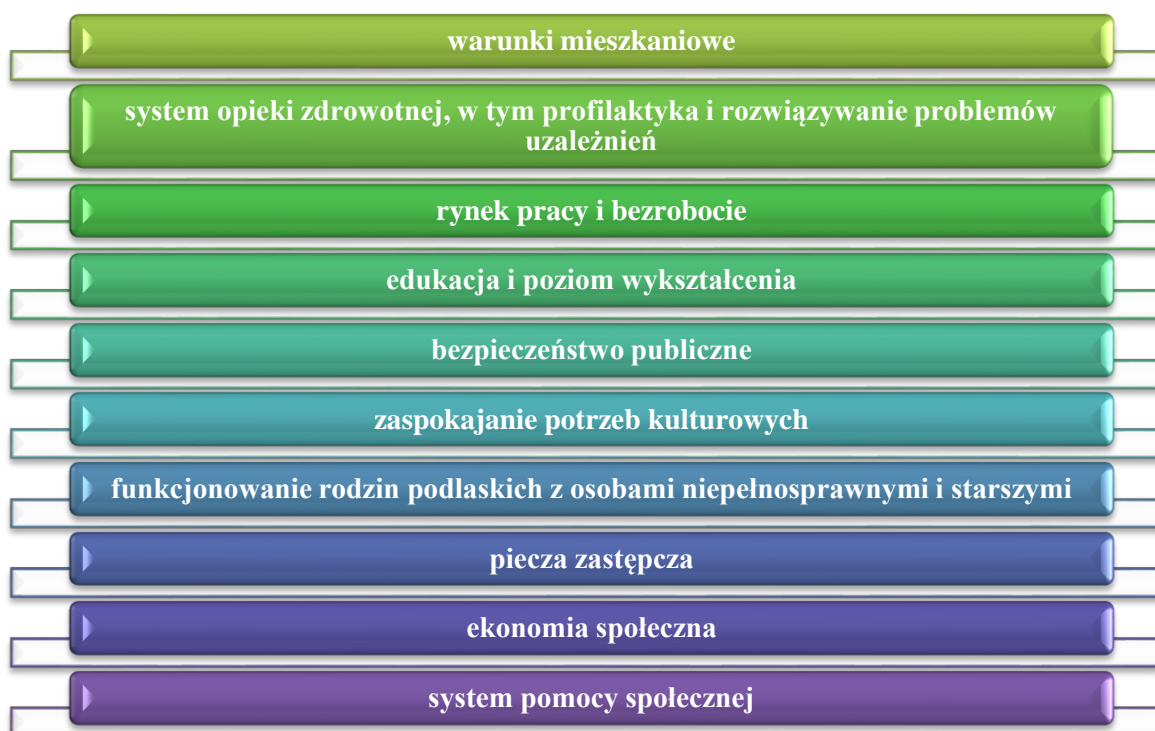 warunki mieszkaniowe
system opieki zdrowotnej, w tym profilaktyka i rozwiązywanie problemów
uzależnień
rynek pracy i bezrobocie
edukacja i poziom wykształcenia
bezpieczeństwo publiczne
zaspokajanie potrzeb kulturowych
funkcjonowanie rodzin podlaskich z osobami niepełnosprawnymi i starszymi
piecza zastępcza
ekonomia społeczna
system pomocy społecznej